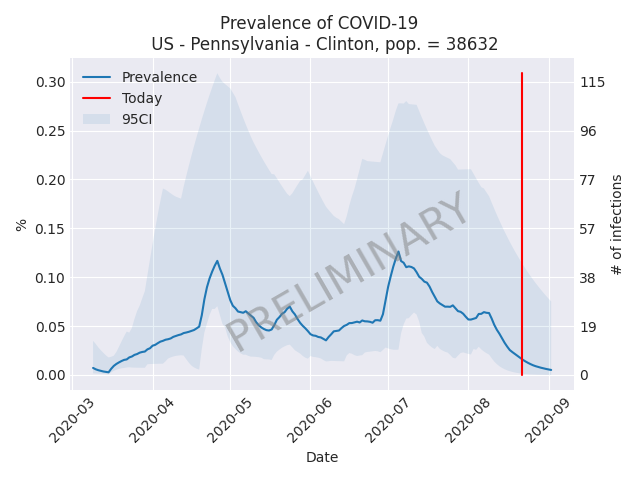 Prevalence of COVID-19
US - Pennsylvania - Clinton, pop. = 38632
Prevalence
Today
95CI
0.30
0.25
0.20
0.15
0.10
0.05
0.00
%
115
96
77
57
38
19
0
# of infections
PRELIMINARY
2020-03
2020-04
2020-05
2020-06
2020-07
2020-08
2020-09
Date